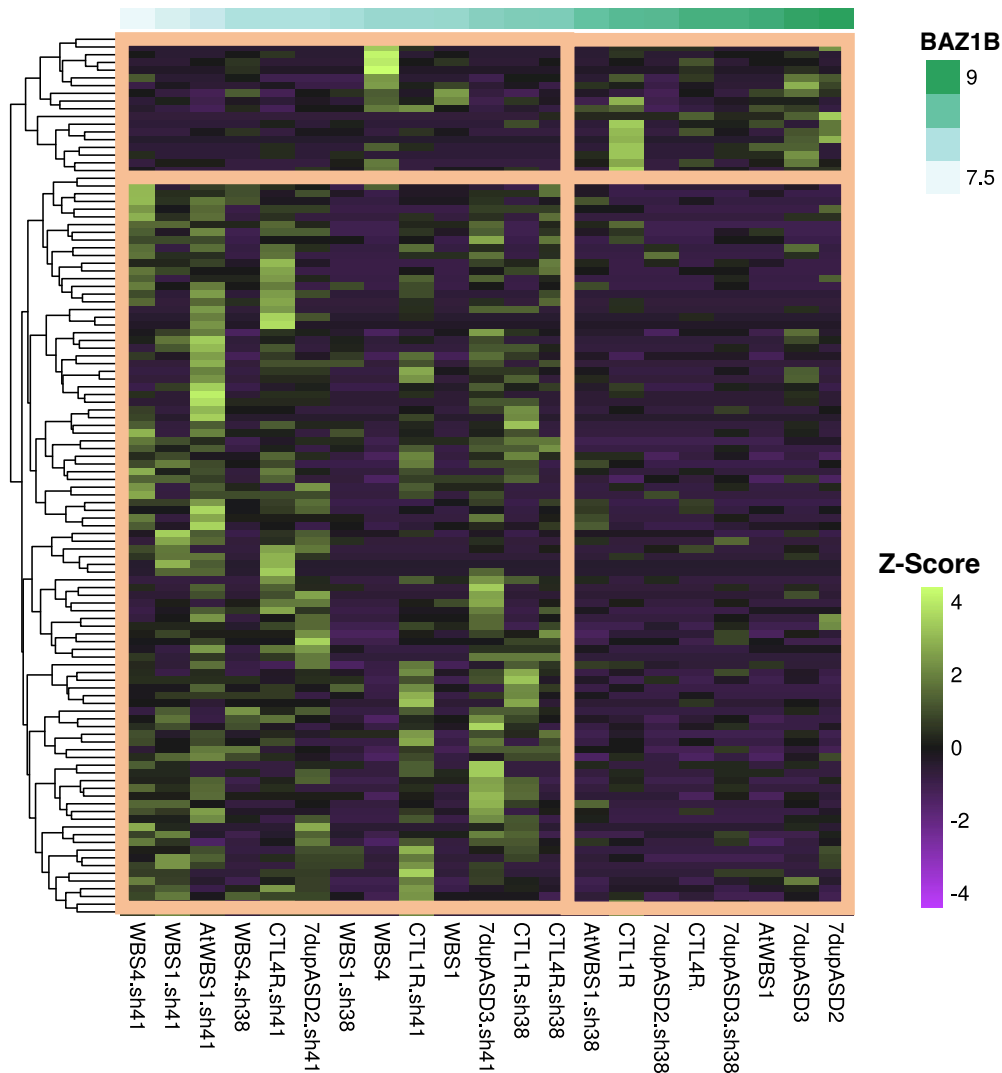 BAZ1B
9
7.5
Z-Score
4
2
0
-2
-4
WBS4.sh41
WBS1.sh41
AtWBS1.sh41
WBS4.sh38
CTL4R.sh41
7dupASD2.sh41
WBS1.sh38
WBS4
CTL1R.sh41
WBS1
7dupASD3.sh41
CTL1R.sh38
CTL4R.sh38
AtWBS1.sh38
CTL1R
7dupASD2.sh38
CTL4R
7dupASD3.sh38
AtWBS1
7dupASD3
7dupASD2